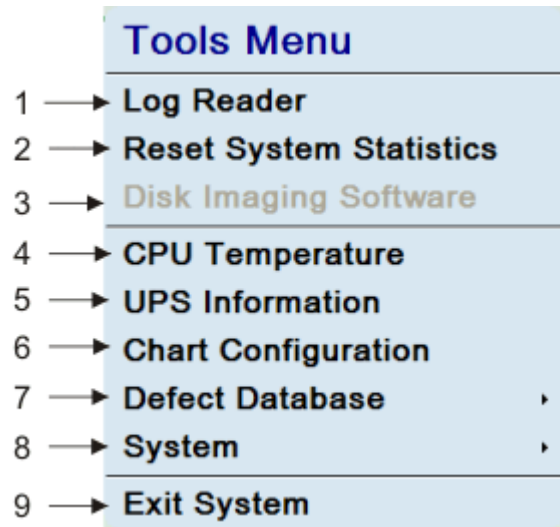 Tools Menu
1 Log Reader
2 Reset System Statistics
3 Disk Imaging Software
4 CPU Temperature
5 UPS Information
6 Chart Configuration
7 Defect Database
8 System
9 Exit System